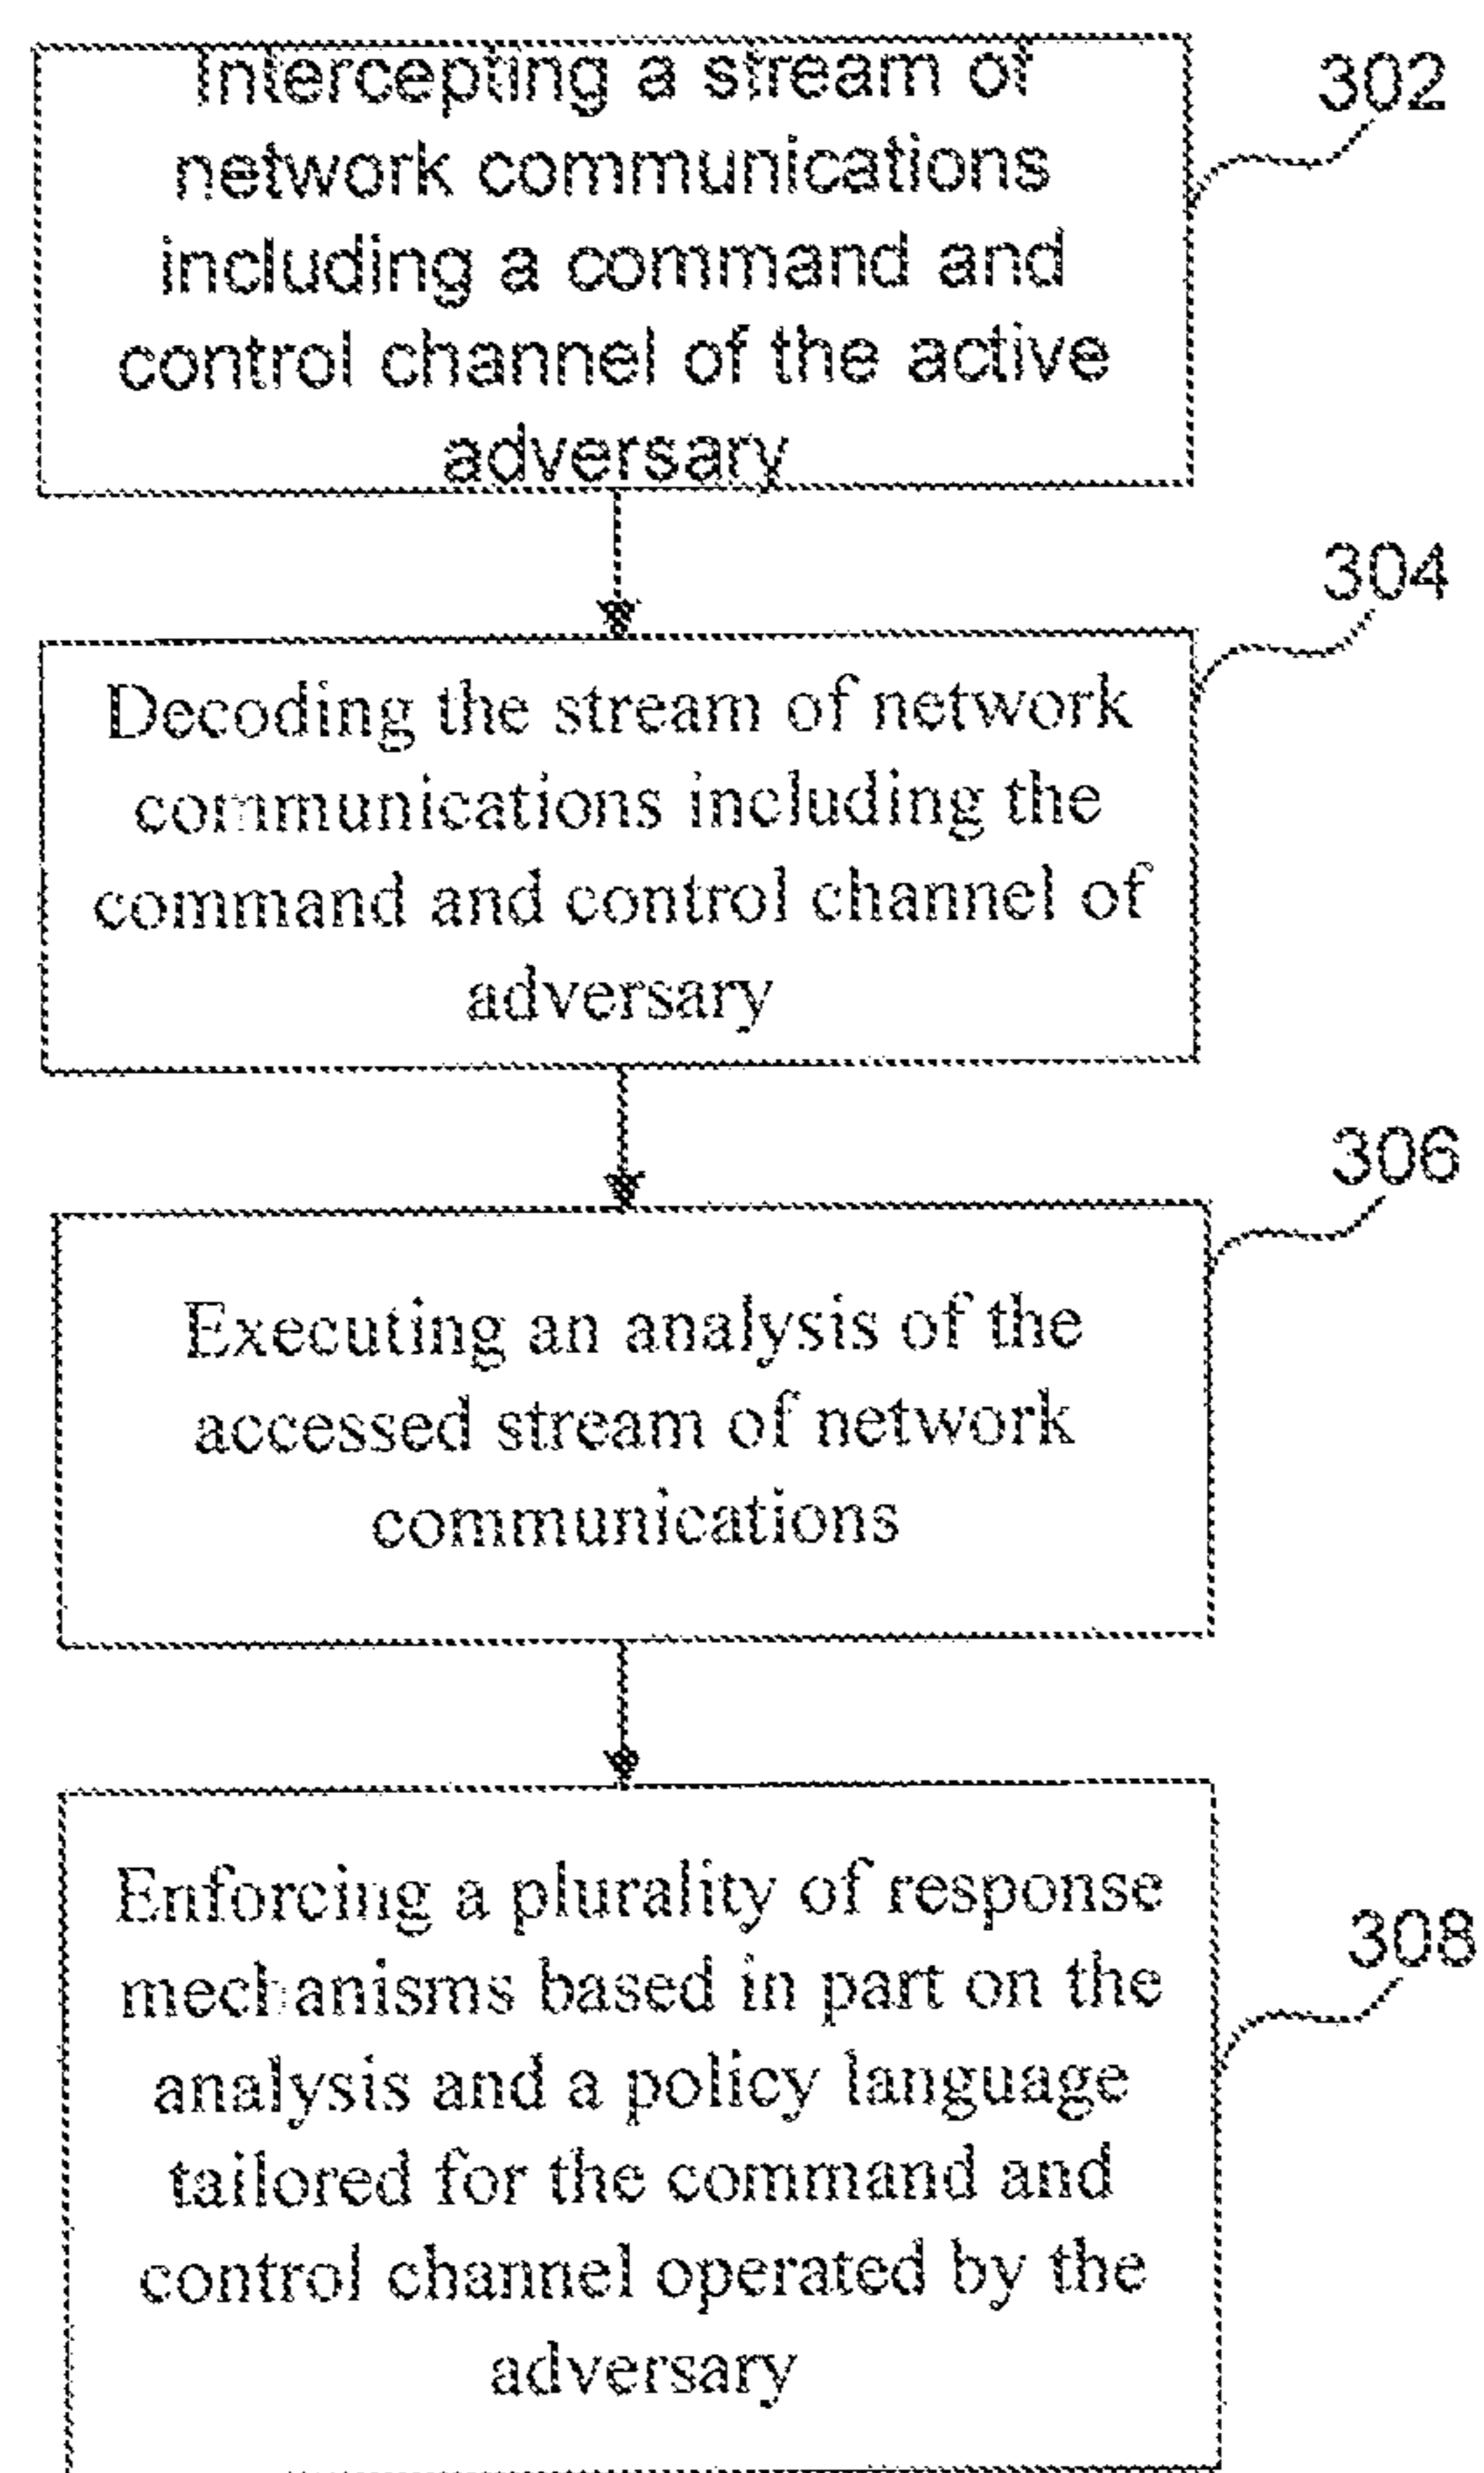 Intercepting a stream of
302
network communications
including a command and
control channel of the active
adversary
304
Decoding the stream of network
communications including the
command and control channel of
adversary
306
Executing an analysis of the
accessed stream of network
communications
Enforcing a plurality of response
308
mechanisms based in part on the
analysis and a policy language
tailored for the command and
control channel operated by the
adversary